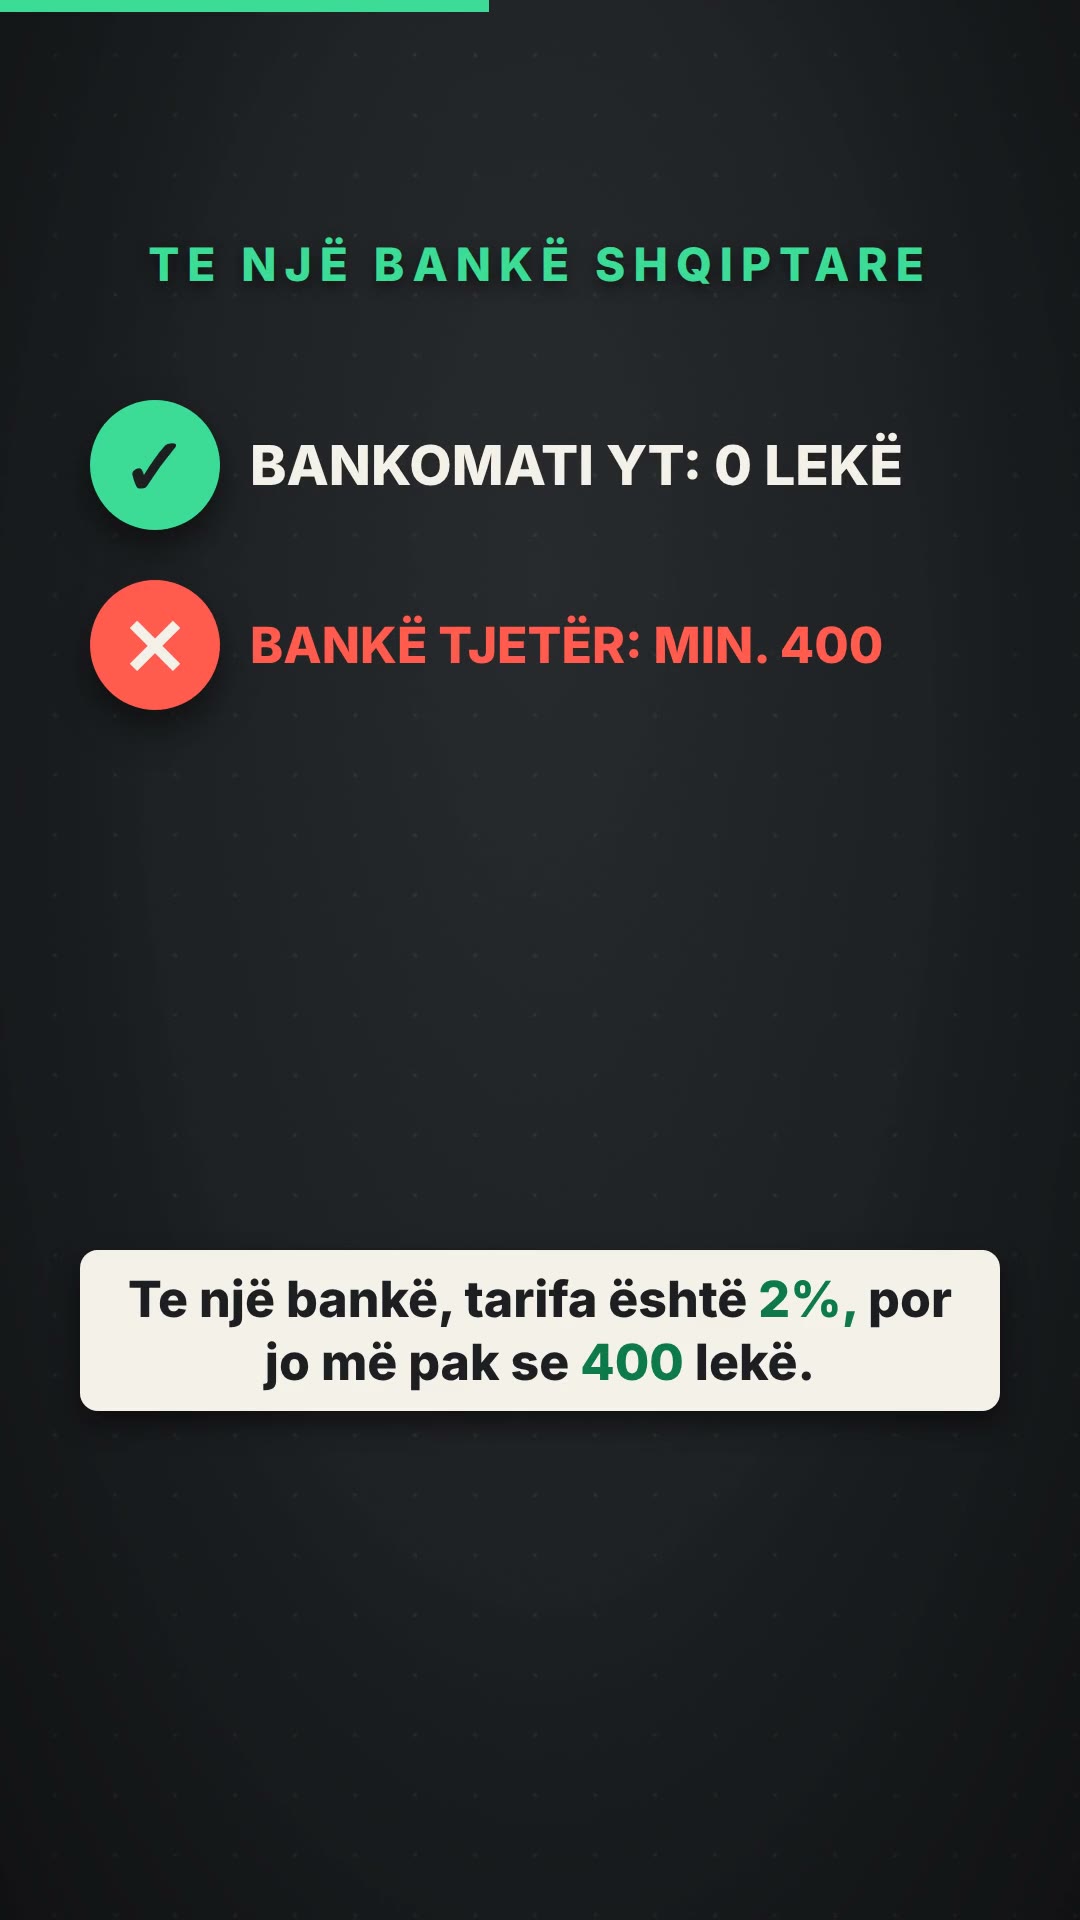 TE NJË BANKË SHQIPTARE
✓ BANKOMATI YT: 0 LEKË
✕ BANKË TJETËR: MIN. 400
Te një bankë, tarifa është 2%, por
jo më pak se 400 lekë.